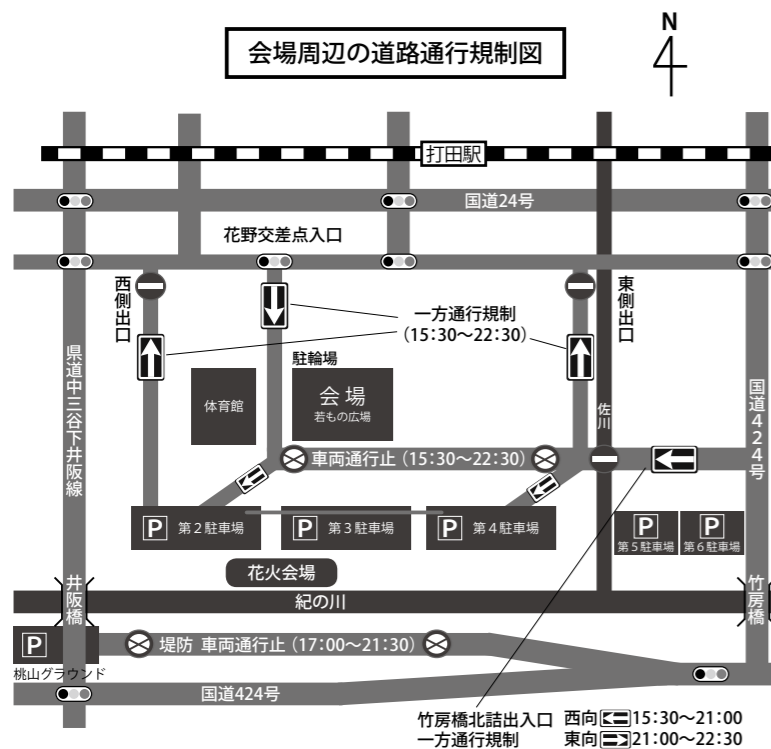 会場周辺の道路通行規制図
N
打田駅
国道24号
花野交差点入口
西側出口
一方通行規制
(15:30〜22:30)
東側出口
県道中三谷下井阪線
駐輪場
体育館
会場
若もの広場
佐川
国道424号
車両通行止(15:30〜22:30)
P 第2駐車場
P 第3駐車場
P 第4駐車場
P
第5駐車場
P
第6駐車場
花火会場
井阪橋
紀の川
竹房橋
P
桃山グラウンド
堤防 車両通行止(17:00〜21:30)
国道424号
竹房橋北詰出入口 西向 15:30〜21:00
一方通行規制 東向 21:00〜22:30